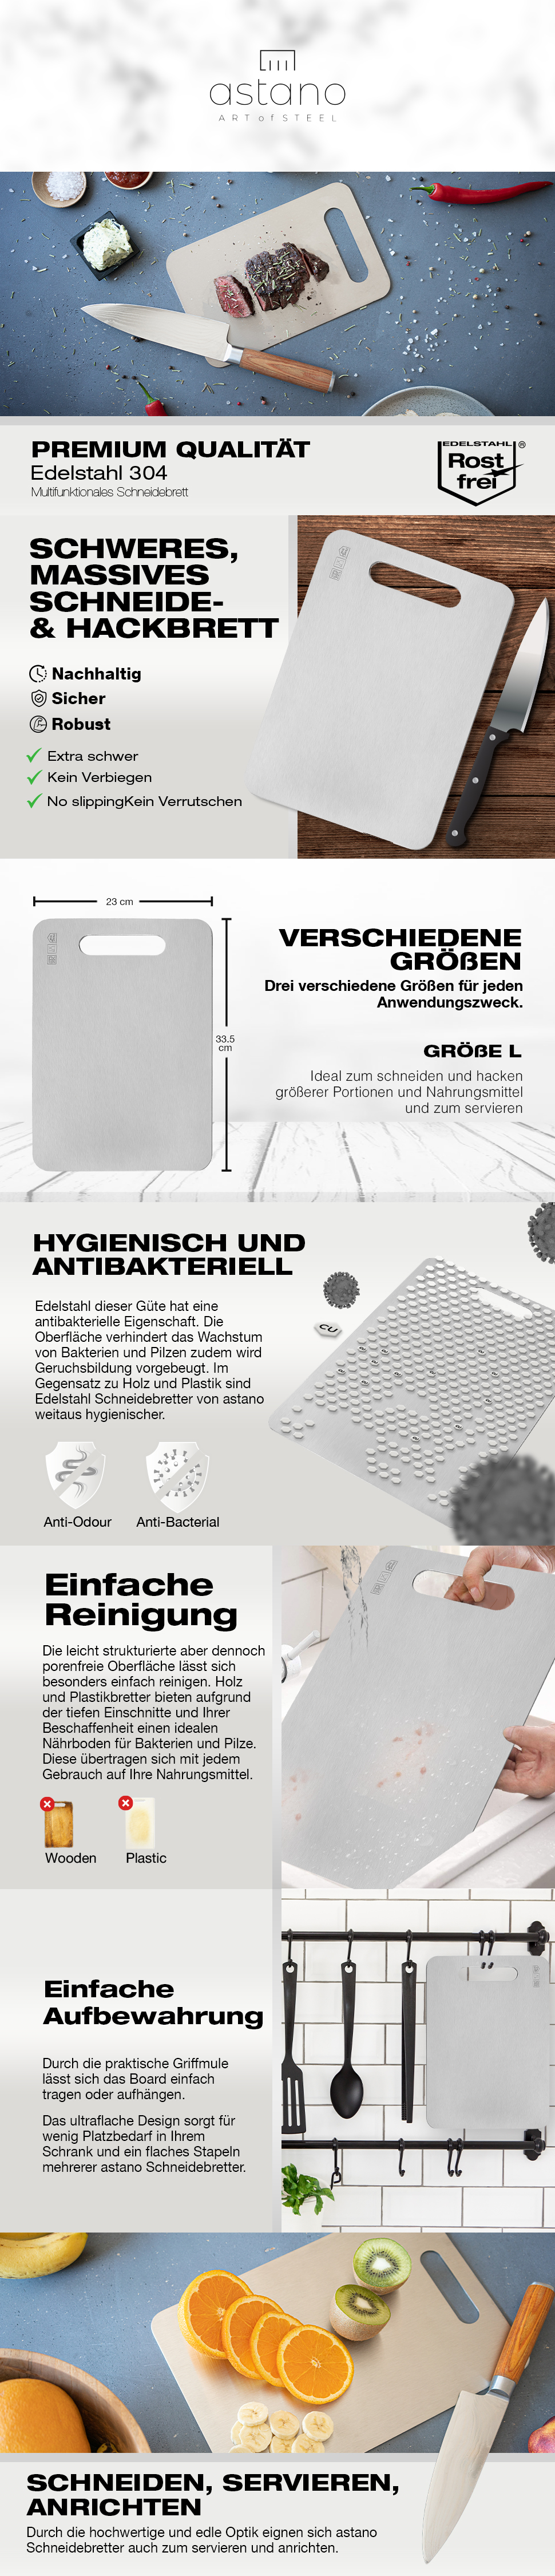 astano
ART of STEEL
PREMIUM QUALITÄT
Edelstahl 304
Multifunktionales Schneidebrett
EDELSTAHL ®
Rost
frei
SCHWERES,
MASSIVES
SCHNEIDE-
& HACKBRETT
Nachhaltig
Sicher
Robust
Extra schwer
Kein Verbiegen
No slippingKein Verrutschen
23 cm
33.5
cm
VERSCHIEDENE
GRÖßEN
Drei verschiedene Größen für jeden
Anwendungszweck.
GRÖßE L
Ideal zum schneiden und hacken
größerer Portionen und Nahrungsmittel
und zum servieren
HYGIENISCH UND
ANTIBAKTERIELL
Edelstahl dieser Güte hat eine
antibakterielle Eigenschaft. Die
Oberfläche verhindert das Wachstum
von Bakterien und Pilzen zudem wird
Geruchsbildung vorgebeugt. Im
Gegensatz zu Holz und Plastik sind
Edelstahl Schneidebretter von astano
weitaus hygienischer.
CU
Anti-Odour
Anti-Bacterial
Einfache
Reinigung
Die leicht strukturierte aber dennoch
porenfreie Oberfläche lässt sich
besonders einfach reinigen. Holz
und Plastikbretter bieten aufgrund
der tiefen Einschnitte und Ihrer
Beschaffenheit einen idealen
Nährboden für Bakterien und Pilze.
Diese übertragen sich mit jedem
Gebrauch auf Ihre Nahrungsmittel.
Wooden
Plastic
Einfache
Aufbewahrung
Durch die praktische Griffmule
lässt sich das Board einfach
tragen oder aufhängen.
Das ultraflache Design sorgt für
wenig Platzbedarf in Ihrem
Schrank und ein flaches Stapeln
mehrerer astano Schneidebretter.
SCHNEIDEN, SERVIEREN,
ANRICHTEN
Durch die hochwertige und edle Optik eignen sich astano
Schneidebretter auch zum servieren und anrichten.